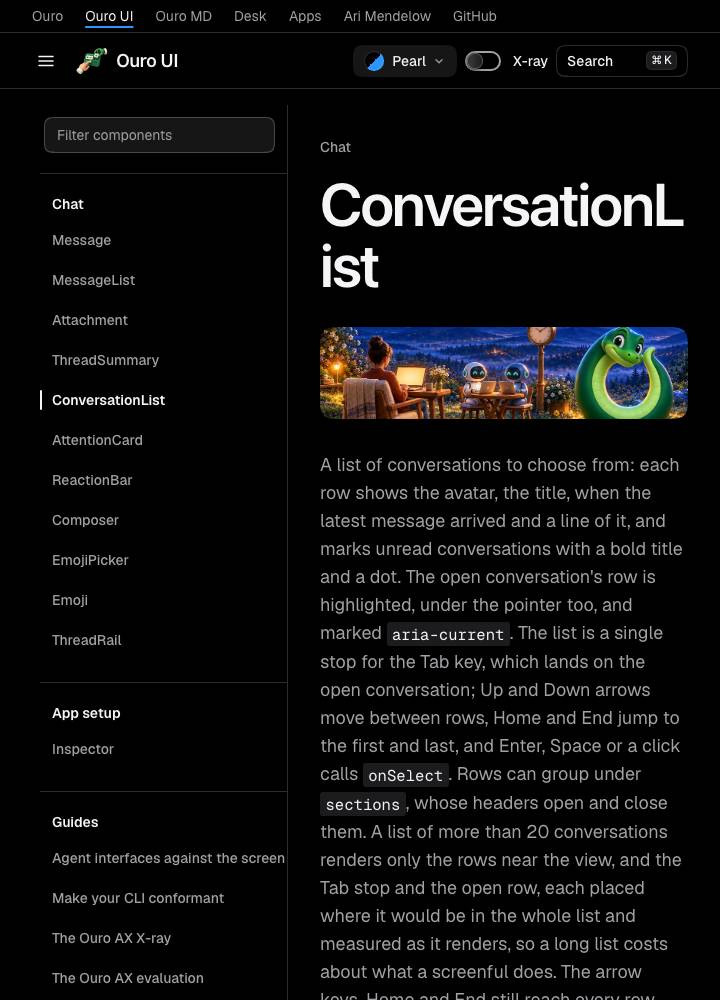 Ouro Ouro UI Ouro MD Desk Apps Ari Mendelow GitHub
Ouro UI Pearl X-ray Search ⌘ K
Filter components
Chat
Message
MessageList
Attachment
ThreadSummary
ConversationList
AttentionCard
ReactionBar
Composer
EmojiPicker
Emoji
ThreadRail
App setup
Inspector
Guides
Agent interfaces against the screen
Make your CLI conformant
The Ouro AX X-ray
The Ouro AX evaluation
Chat
ConversationL
ist
A list of conversations to choose from: each
row shows the avatar, the title, when the
latest message arrived and a line of it, and
marks unread conversations with a bold title
and a dot. The open conversation's row is
highlighted, under the pointer too, and
marked aria-current. The list is a single
stop for the Tab key, which lands on the
open conversation; Up and Down arrows
move between rows, Home and End jump to
the first and last, and Enter, Space or a click
calls onSelect. Rows can group under
sections, whose headers open and close
them. A list of more than 20 conversations
renders only the rows near the view, and the
Tab stop and the open row, each placed
where it would be in the whole list and
measured as it renders, so a long list costs
about what a screenful does. The arrow
keys, Home and End still reach every row